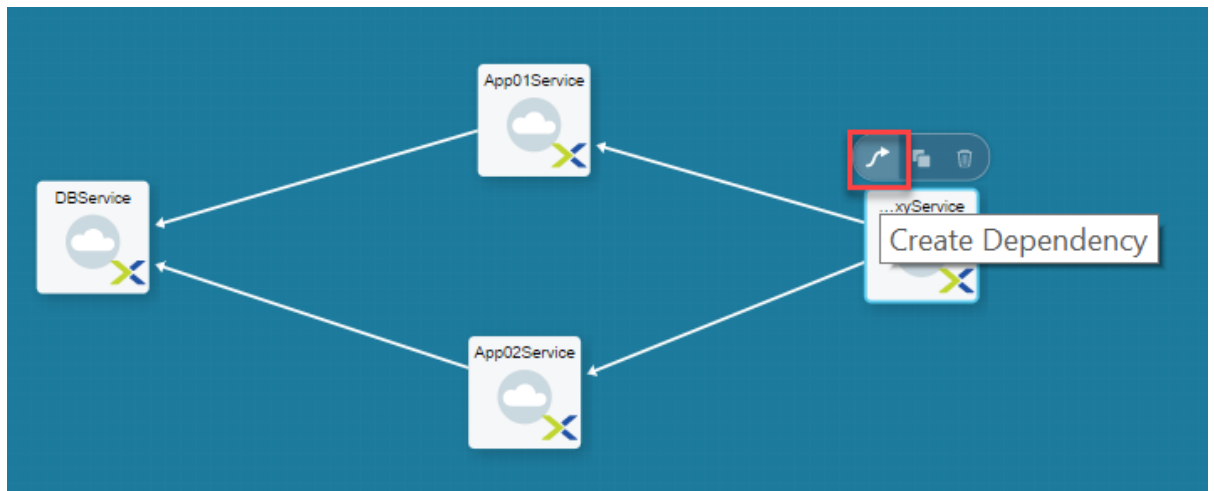 App01Service
DBService
...xyService
Create Dependency
App02Service